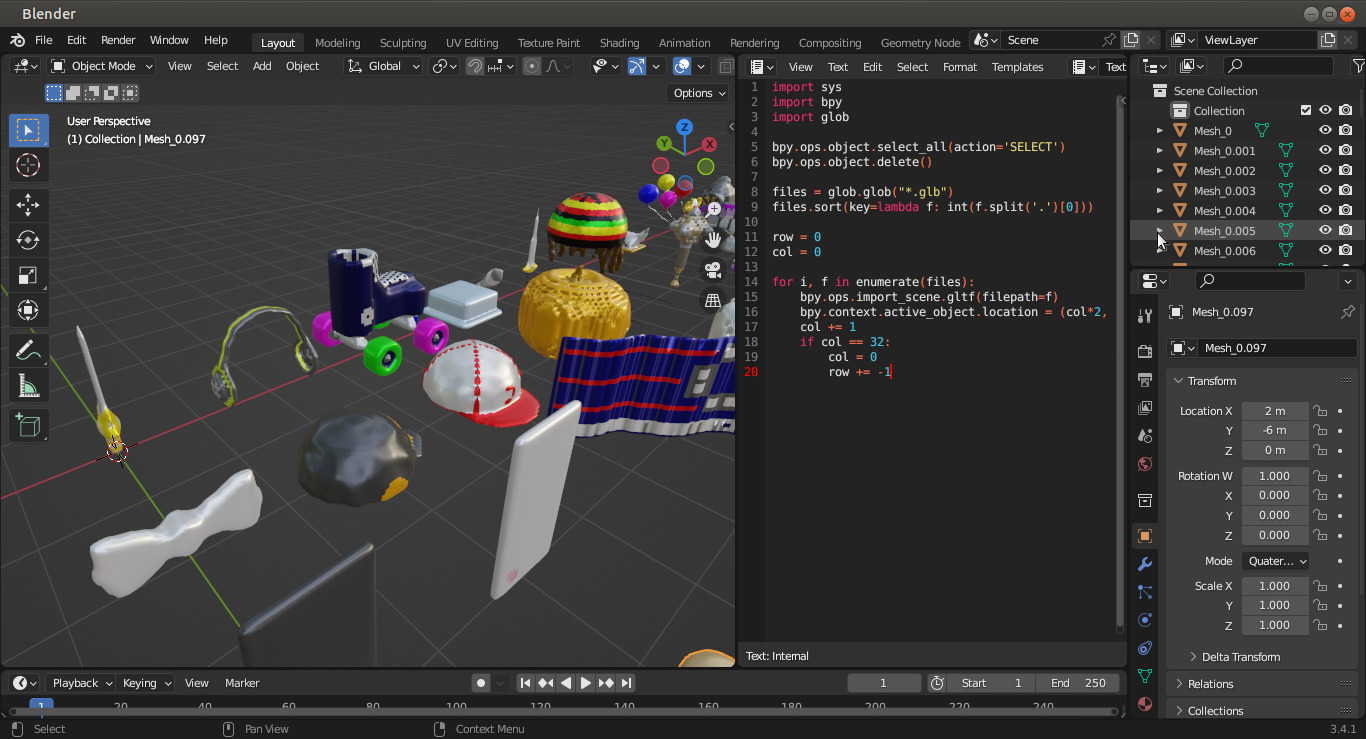 Blender
File Edit Render Window Help Layout Modeling Sculpting UV Editing Texture Paint Shading Animation Rendering Compositing Geometry Node Scene ViewLayer
Object Mode View Select Add Object Global
Options
User Perspective
(1) Collection | Mesh_0.097
Z
Y
X
View Text Edit Select Format Templates Text
1 import sys
2 import bpy
3 import glob
4
5 bpy.ops.object.select_all(action='SELECT')
6 bpy.ops.object.delete()
7
8 files = glob.glob("*.glb")
9 files.sort(key=lambda f: int(f.split('.')[0]))
10
11 row = 0
12 col = 0
13
14 for i, f in enumerate(files):
15 bpy.ops.import_scene.gltf(filepath=f)
16 bpy.context.active_object.location = (col*2,
17 col += 1
18 if col == 32:
19 col = 0
20 row += -1
Text: Internal
Scene Collection
Collection
Mesh_0
Mesh_0.001
Mesh_0.002
Mesh_0.003
Mesh_0.004
Mesh_0.005
Mesh_0.006
Mesh_0.097
Mesh_0.097
Transform
Location X 2 m
Y -6 m
Z 0 m
Rotation W 1.000
X 0.000
Y 0.000
Z 0.000
Mode Quater...
Scale X 1.000
Y 1.000
Z 1.000
Delta Transform
Relations
Collections
Playback Keying View Marker 1 Start 1 End 250
1 20 40 60 80 100 120 140 160 180 200 220 240
Select Pan View Context Menu 3.4.1